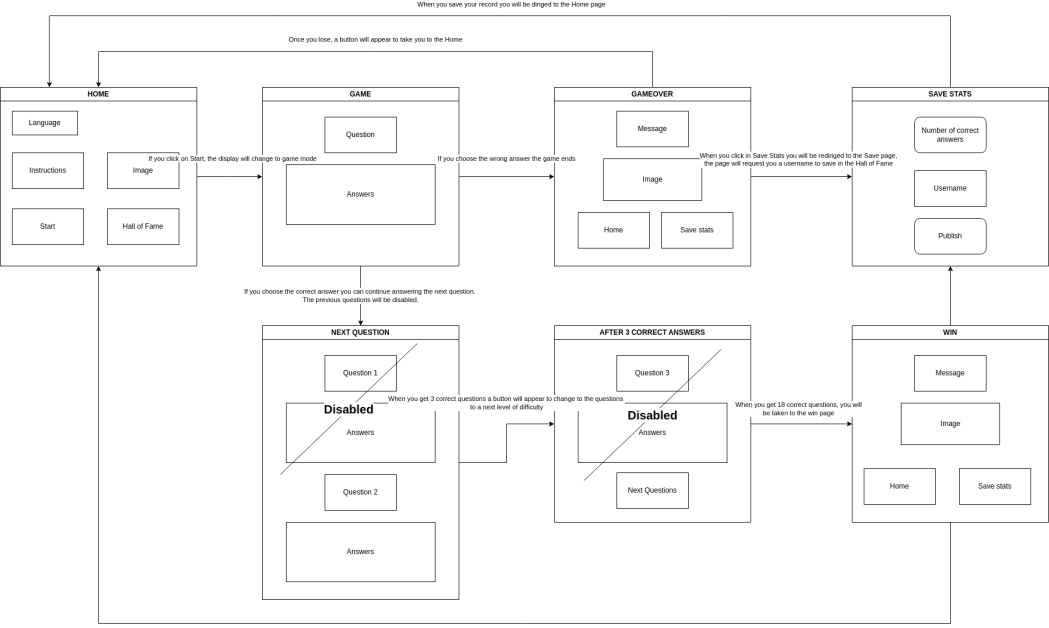 When you save your record you will be diriged to the Home page
Once you lose, a button will appear to take you to the Home
HOME
Language
Instructions
Image
Start
Hall of Fame
If you click on Start, the display will change to game mode
GAME
Question
Answers
If you choose the wrong answer the game ends
GAMEOVER
Message
Image
Home
Save stats
When you click in Save Stats you will be rediriged to the Save page,
the page will request you a username to save in the Hall of Fame
SAVE STATS
Number of correct
answers
Username
Publish
If you choose the correct answer you can continue answering the next question.
The previous questions will be disabled.
NEXT QUESTION
Question 1
Disabled
Answers
Question 2
Answers
When you get 3 correct questions a button will appear to change to the questions
to a next level of difficulty
AFTER 3 CORRECT ANSWERS
Question 3
Disabled
Answers
Next Questions
When you get 18 correct questions, you will
be taken to the win page
WIN
Message
Image
Home
Save stats